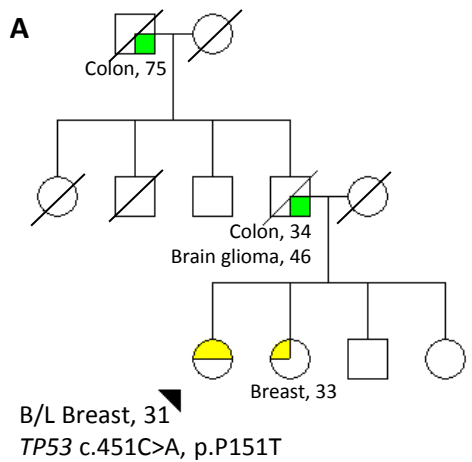 A
Colon, 75
Colon, 34
Brain glioma, 46
Breast, 33
B/L Breast, 31
TP53 c.451C>A, p.P151T